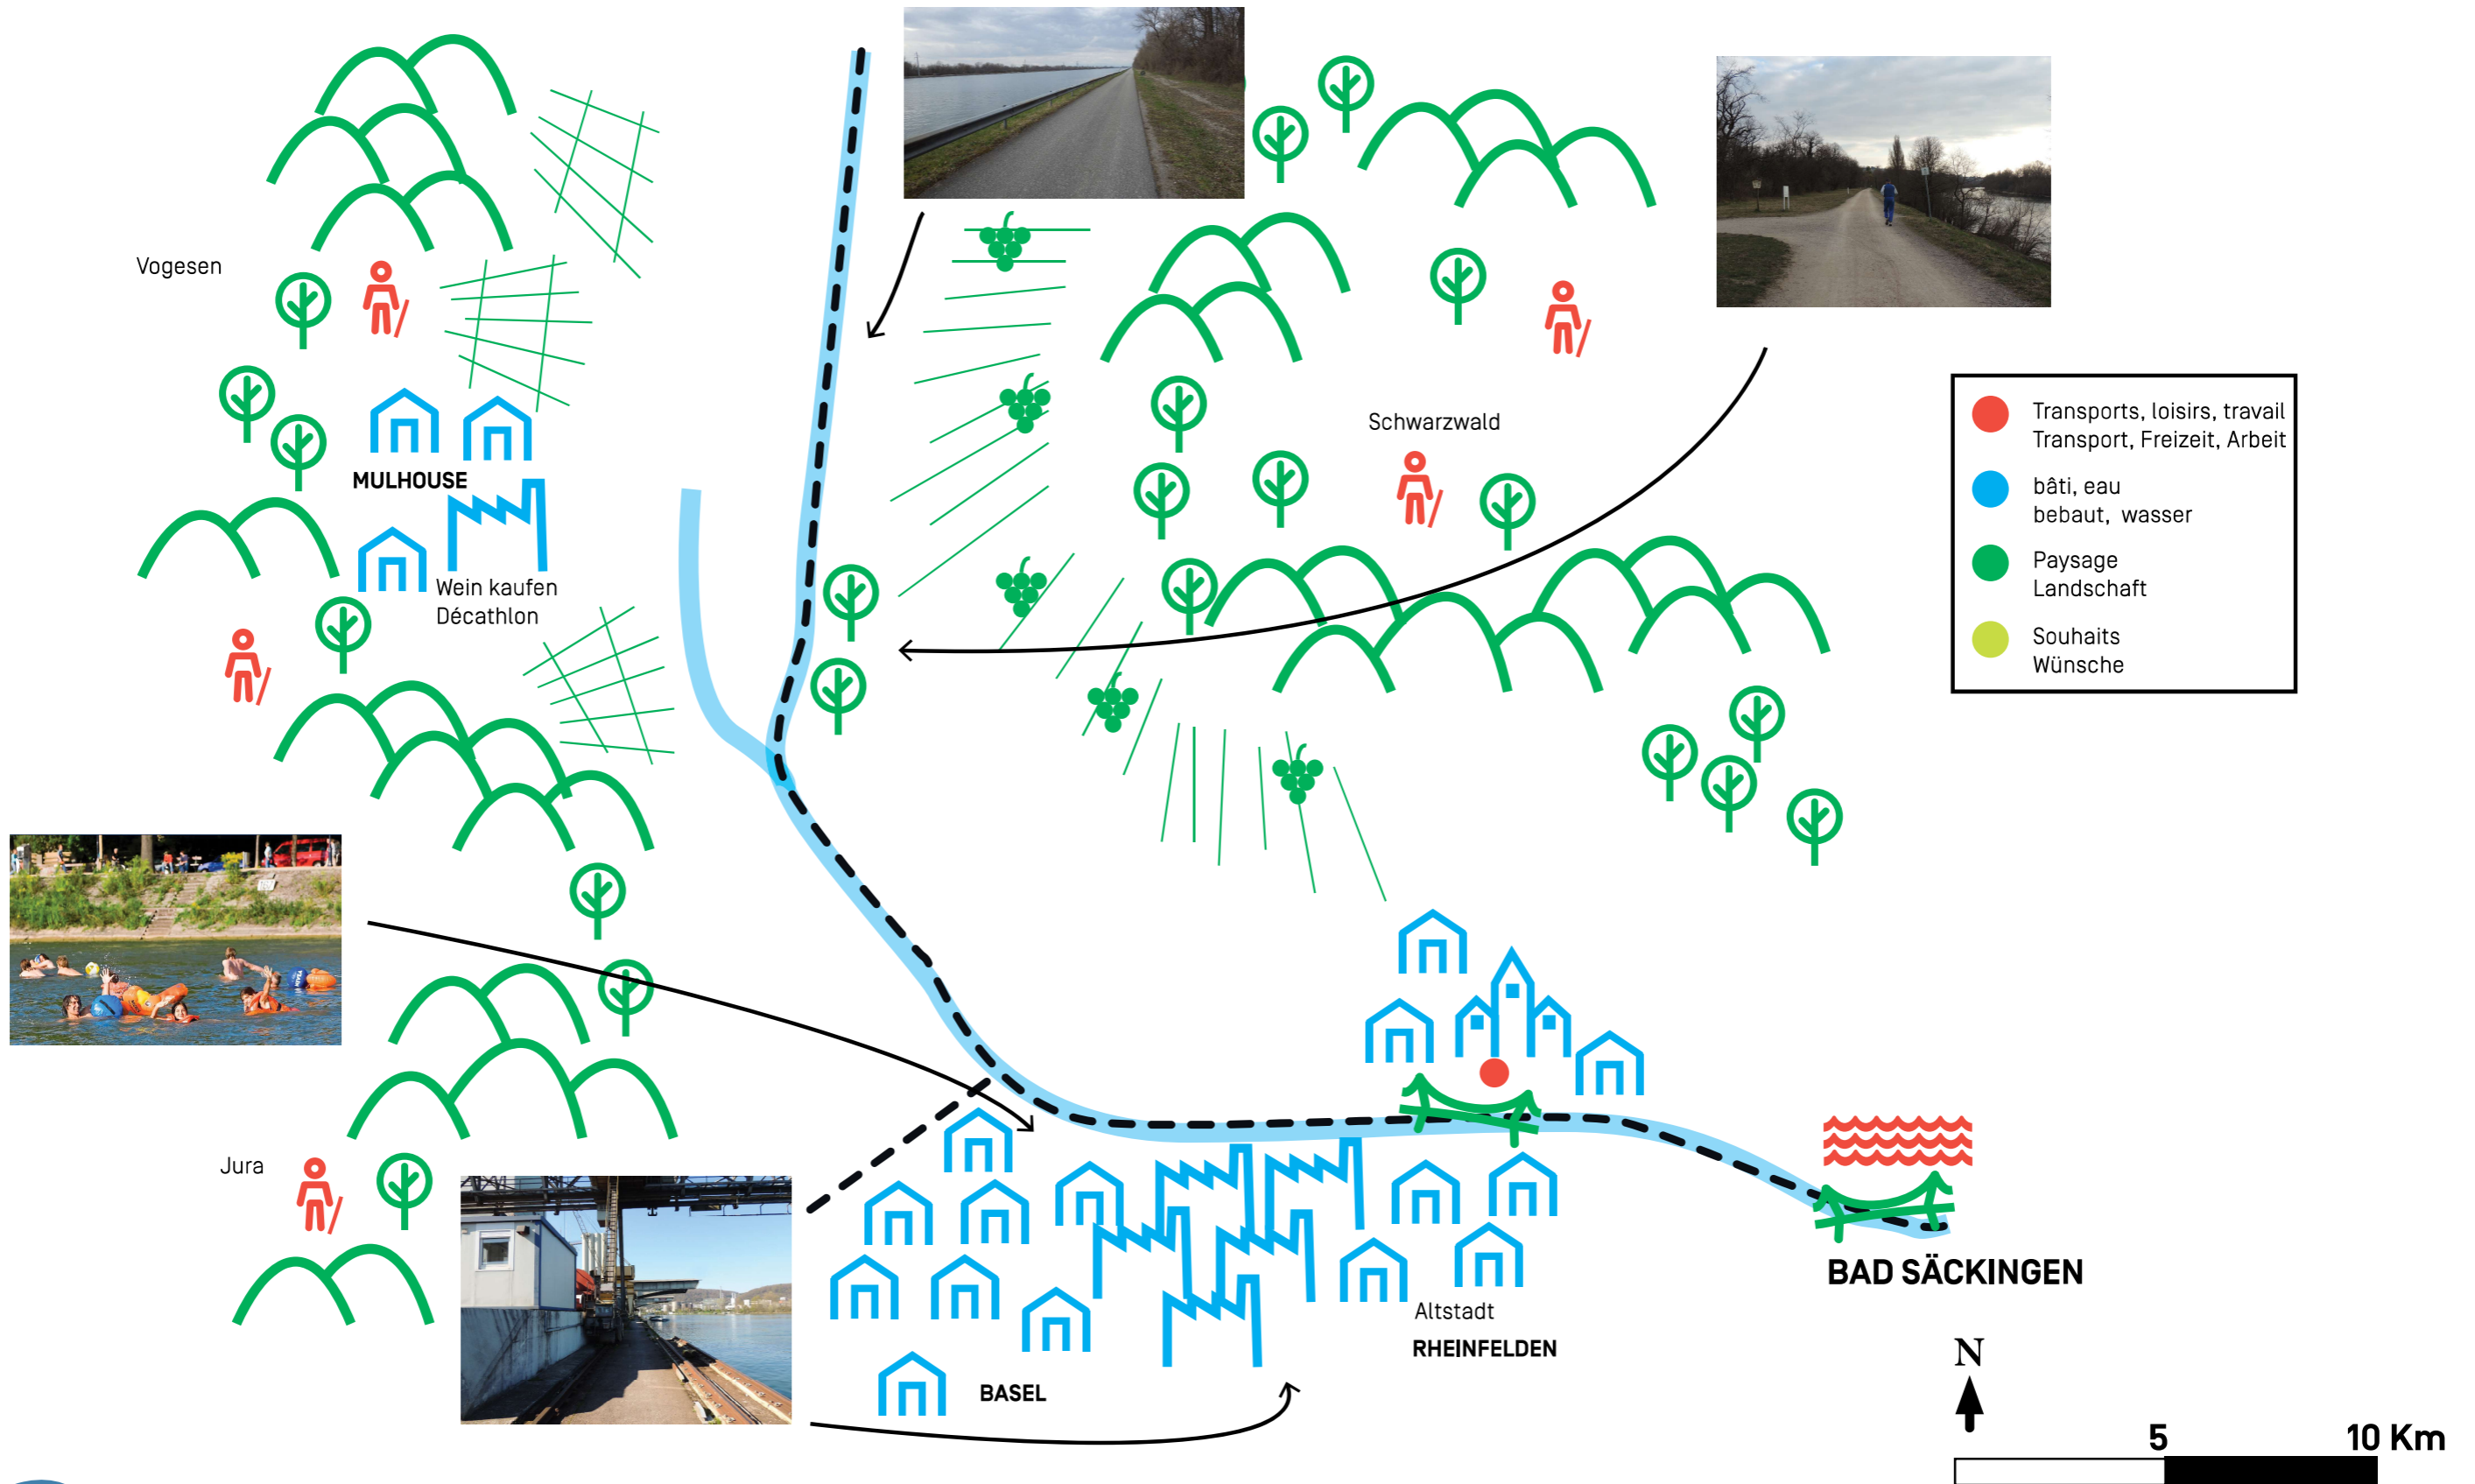 Vogesen
Schwarzwald
MULHOUSE
Wein kaufen
Décathlon
Transports, loisirs, travail
Transport, Freizeit, Arbeit
bâti, eau
bebaut, wasser
Paysage
Landschaft
Souhaits
Wünsche
Jura
BAD SÄCKINGEN
Altstadt
RHEINFELDEN
BASEL
N
5
10 Km